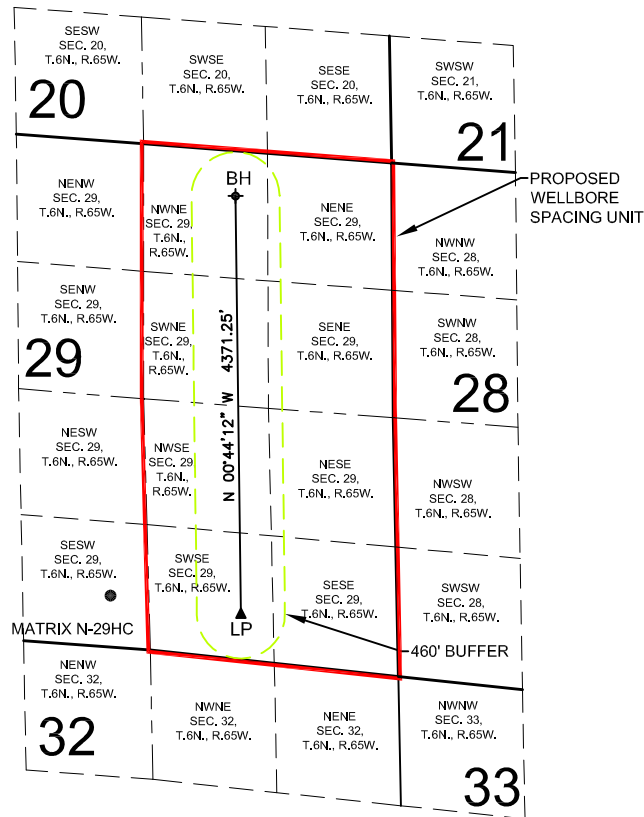 SESW
SEC. 20,
T.6N., R.65W.
20
SWSE
SEC. 20,
T.6N., R.65W.
SESE
SEC. 20,
T.6N., R.65W.
SWSW
SEC. 21,
T.6N., R.65W.
21
PROPOSED
WELLBORE
SPACING UNIT
NENW
SEC. 29,
T.6N., R.65W.
NWNE
SEC. 29,
T.6N.,
R.65W.
BH
NENE
SEC. 29,
T.6N., R.65W.
NWNW
SEC. 28,
T.6N., R.65W.
SENW
SEC. 29,
T.6N., R.65W.
29
SWNE
SEC. 29,
T.6N.,
R.65W.
N 00°44'12" W 4371.25'
SENE
SEC. 29,
T.6N., R.65W.
SWNW
SEC. 28,
T.6N., R.65W.
28
NESW
SEC. 29,
T.6N., R.65W.
NWSE
SEC. 29
T.6N.,
R.65W.
NESE
SEC. 29,
T.6N., R.65W.
NWSW
SEC. 28,
T.6N., R.65W.
SESW
SEC. 29,
T.6N., R.65W.
MATRIX N-29HC
SWSE
SEC. 29,
T.6N., R.65W.
LP
SESE
SEC. 29,
T.6N., R.65W.
SWSW
SEC. 28,
T.6N., R.65W.
460' BUFFER
NENW
SEC. 32,
T.6N., R.65W.
32
NWNE
SEC. 32,
T.6N., R.65W.
NENE
SEC. 32,
T.6N., R.65W.
NWNW
SEC. 33,
T.6N., R.65W.
33